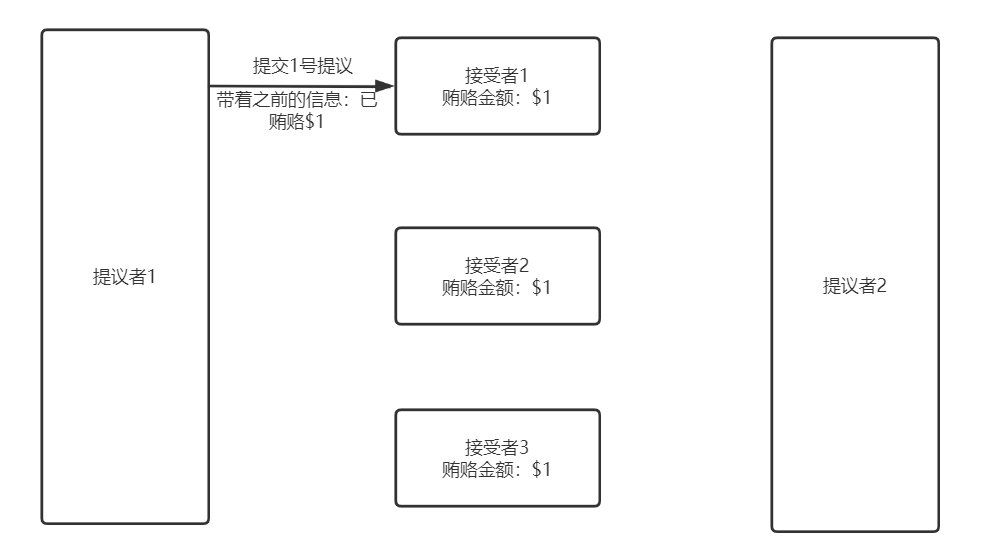 提交1号提议
带着之前的信息：已
贿赂$1
接受者1
贿赂金额：$1
提议者1
接受者2
贿赂金额：$1
提议者2
接受者3
贿赂金额：$1